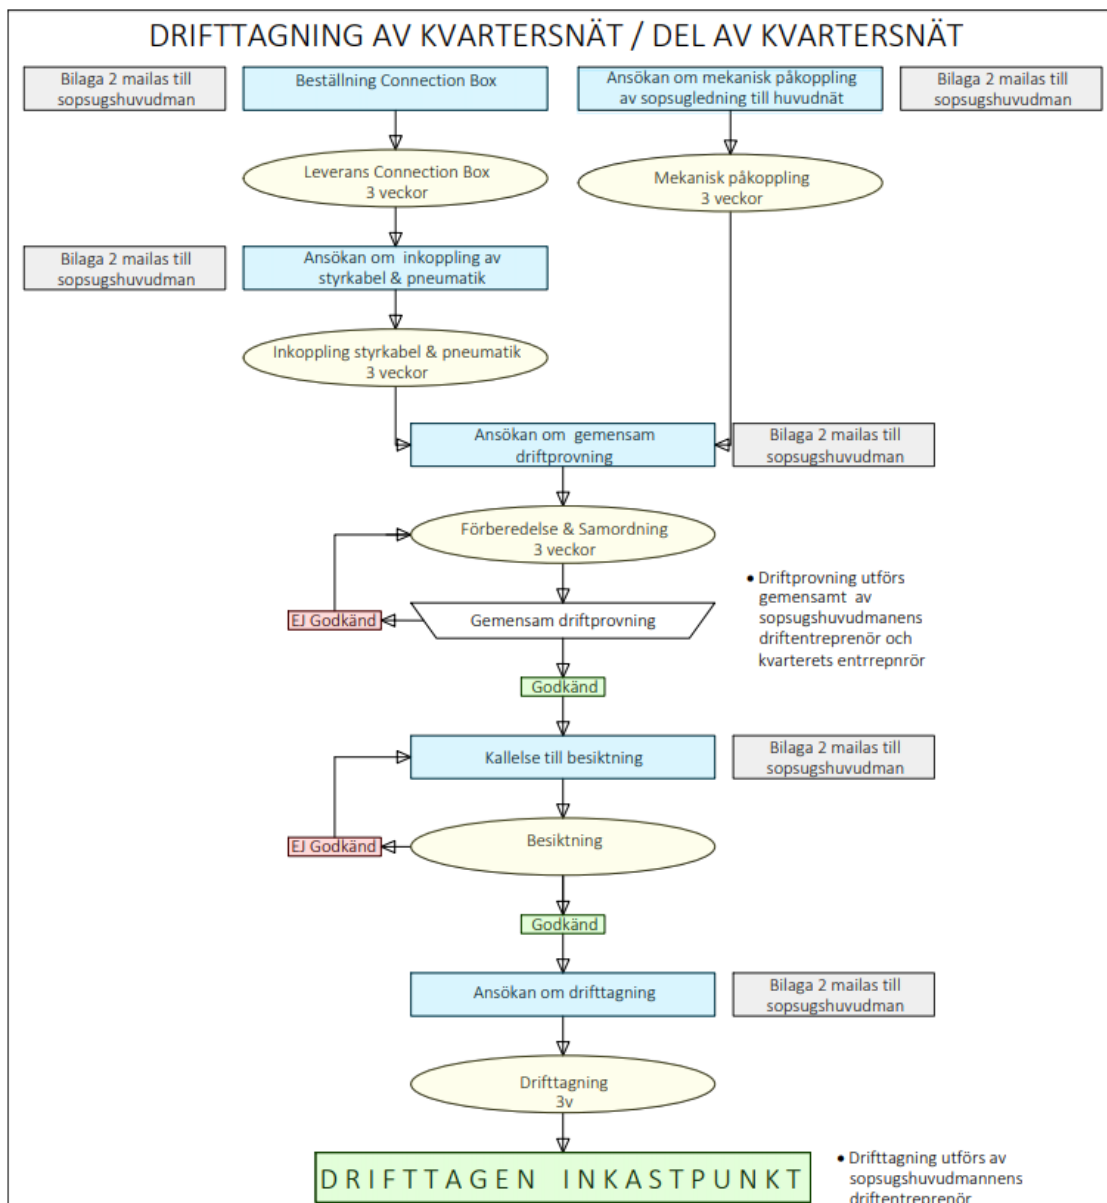 DRIFTTAGNING AV KVARTERSNÄT / DEL AV KVARTERSNÄT
Bilaga 2 mailas till
sopsugshuvudman
Beställning Connection Box
Ansökan om mekanisk påkoppling
av sopsugledning till huvudnät
Bilaga 2 mailas till
sopsugshuvudman
Leverans Connection Box
3 veckor
Mekanisk påkoppling
3 veckor
Bilaga 2 mailas till
sopsugshuvudman
Ansökan om inkoppling av
styrkabel & pneumatik
Inkoppling styrkabel & pneumatik
3 veckor
Ansökan om gemensam
driftprovning
Bilaga 2 mailas till
sopsugshuvudman
Förberedelse & Samordning
3 veckor
EJ Godkänd
Gemensam driftprovning
• Driftprovning utförs
gemensamt av
sopsugshuvudmanens
driftentreprenör och
kvarterets entrrepnrör
Godkänd
Kallelse till besiktning
Bilaga 2 mailas till
sopsugshuvudman
EJ Godkänd
Besiktning
Godkänd
Ansökan om drifttagning
Bilaga 2 mailas till
sopsugshuvudman
Drifttagning
3v
DRIFTTAGEN INKASTPUNKT
• Drifttagning utförs av
sopsugshuvudmannens
driftentreprenör